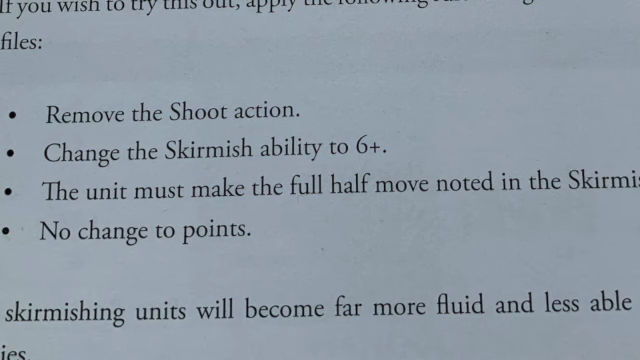 If you wish to try this out, apply the following
files:
• Remove the Shoot action.
• Change the Skirmish ability to 6+.
• The unit must make the full half move noted in the
• No change to points.
skirmishing units will become far more fluid and less able